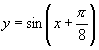 y = sin(x + π/8)